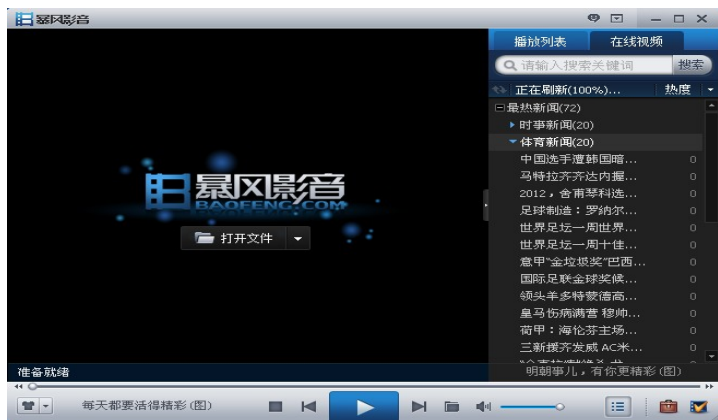 暴风影音
播放列表 在线视频
请输入搜索关键词 搜索
正在刷新(100%)... 热度
最热新闻(72)
时事新闻(20)
体育新闻(20)
中国选手遭韩国暗... 0
马特拉齐齐达内握... 0
2012，舍甫琴科选... 0
足球制造：罗纳尔... 0
世界足坛一周世界... 0
世界足坛一周十佳... 0
意甲“金垃圾奖”巴西... 0
国际足联金球奖候... 0
领头羊多特蒙德高... 0
皇马伤病满营 穆帅... 0
荷甲：海伦芬主场... 0
三新援齐发威 AC米... 0
暴风影音
BAOFENG.COM
打开文件
准备就绪
明朝事儿，有你更精彩(图)
每天都要活得精彩(图)